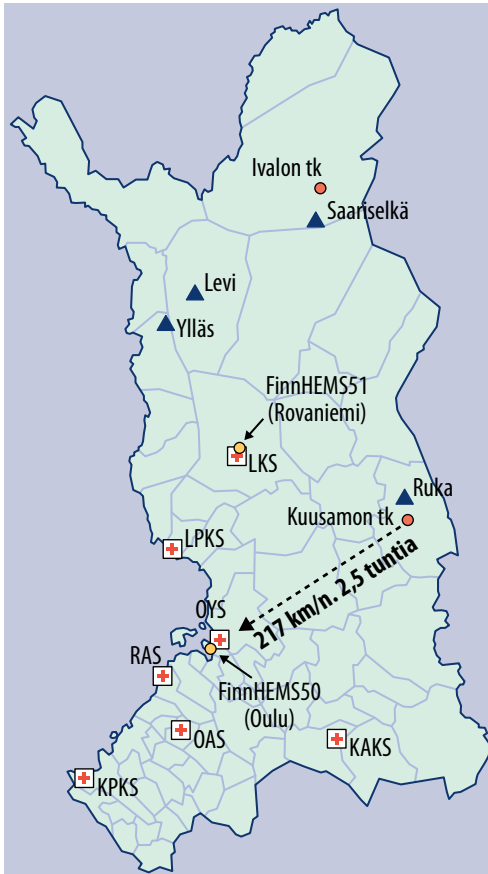 Ivalon tk
Saariselkä
Levi
Ylläs
FinnHEMS51
(Rovaniemi)
LKS
Ruka
Kuusamon tk
LPKS
217 km/n. 2,5 tuntia
OYS
RAS
FinnHEMS50
(Oulu)
OAS
KAKS
KPKS